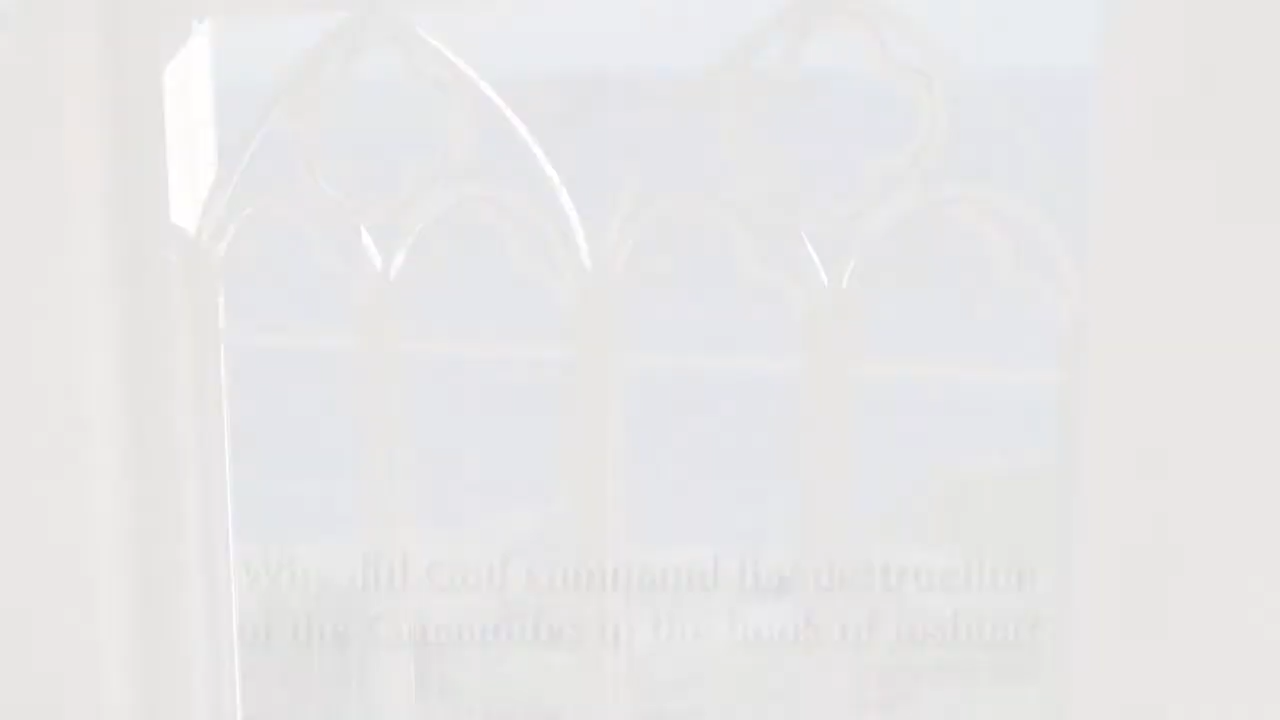 Why did God command the destruction
of the Canaanites in the book of Joshua?